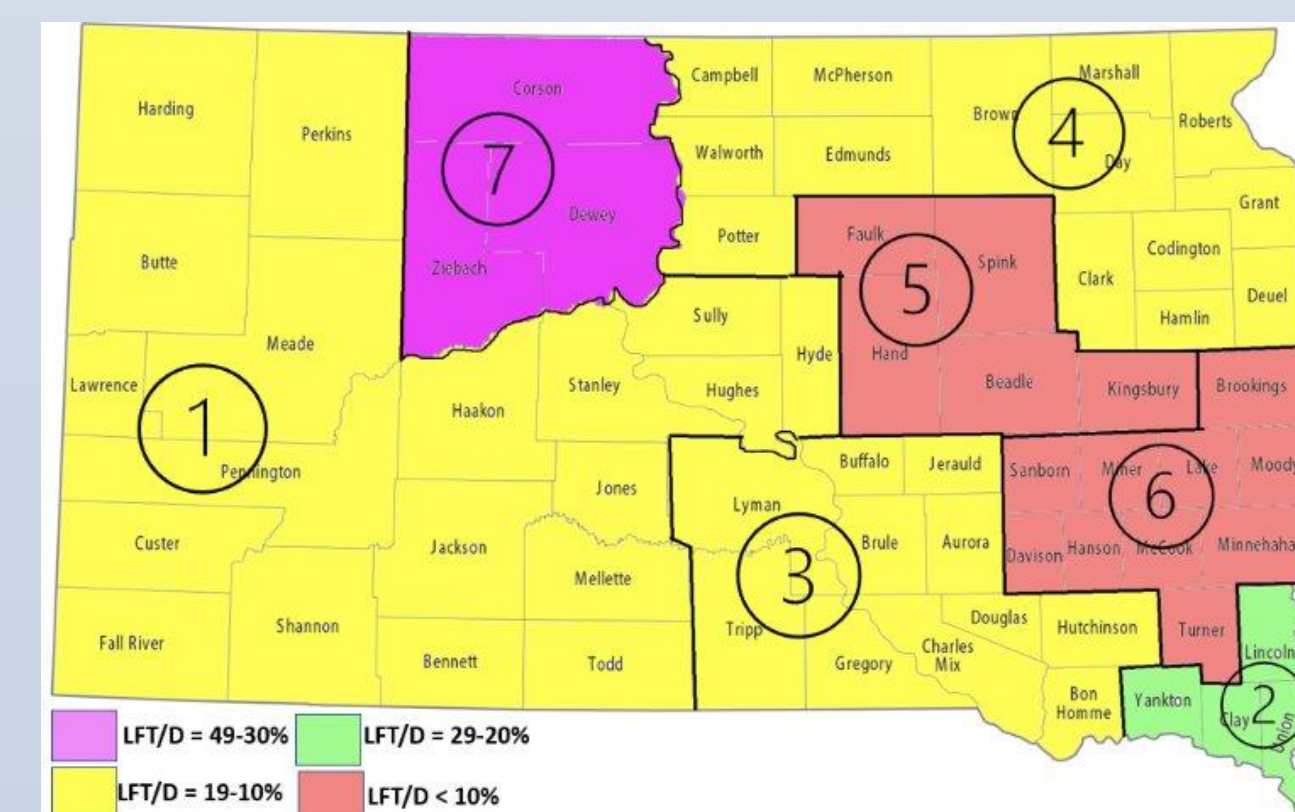 Harding
Perkins
Corson
Campbell
McPherson
Marshall
Brown
4
Roberts
Day
7
Walworth
Edmunds
Dewey
Grant
Butte
Ziebach
Potter
Faulk
Spink
5
Codington
Clark
Deuel
Hamlin
Meade
Sully
Hyde
Hand
Lawrence
Stanley
Hughes
Beadle
Kingsbury
Brookings
Haakon
1
Pennington
Buffalo
Jerauld
Sanborn
Miner
Lake
Moody
6
Jones
Lyman
Custer
Jackson
Brule
Aurora
Davison
Hanson
McCook
Minnehaha
3
Mellette
Shannon
Fall River
Tripp
Douglas
Hutchinson
Turner
Lincoln
Bennett
Todd
Gregory
Charles
Mix
Bon
Homme
Yankton
Clay
2
Union
LFT/D = 49-30%
LFT/D = 29-20%
LFT/D = 19-10%
LFT/D < 10%